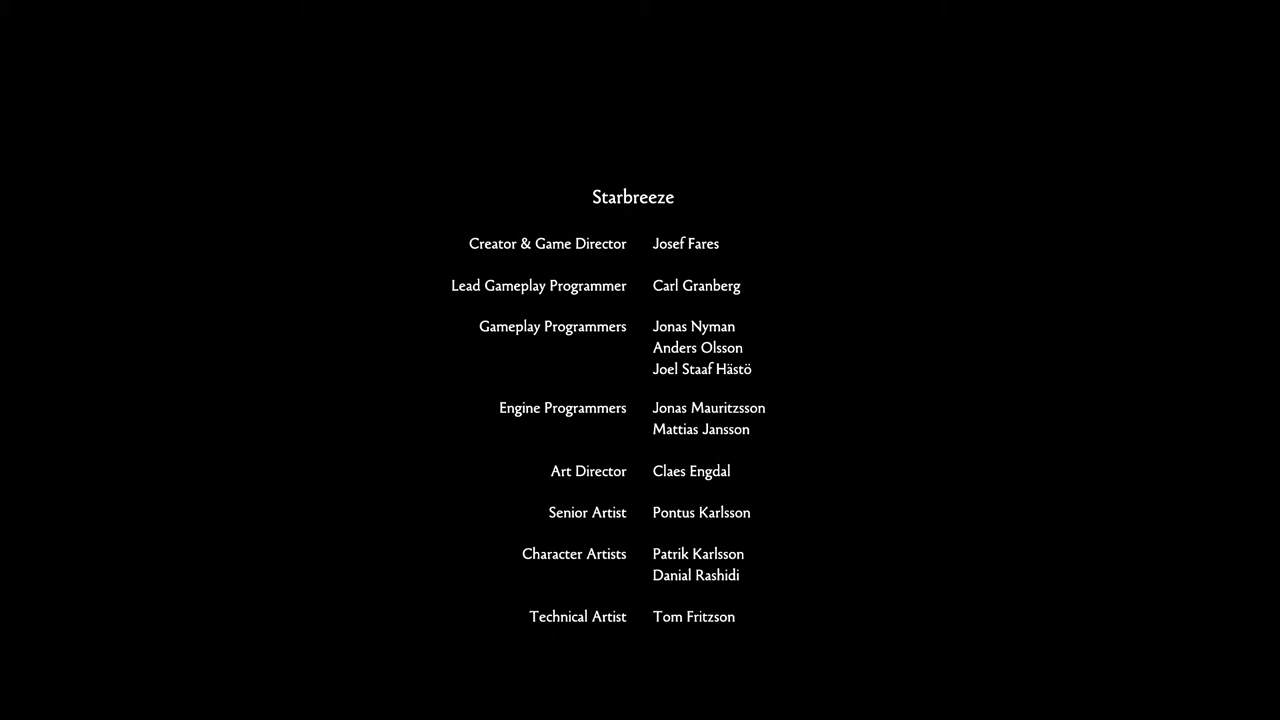 Starbreeze
Creator & Game Director Josef Fares
Lead Gameplay Programmer Carl Granberg
Gameplay Programmers Jonas Nyman
Anders Olsson
Joel Staaf Hästö
Engine Programmers Jonas Mauritzsson
Mattias Jansson
Art Director Claes Engdal
Senior Artist Pontus Karlsson
Character Artists Patrik Karlsson
Danial Rashidi
Technical Artist Tom Fritzson